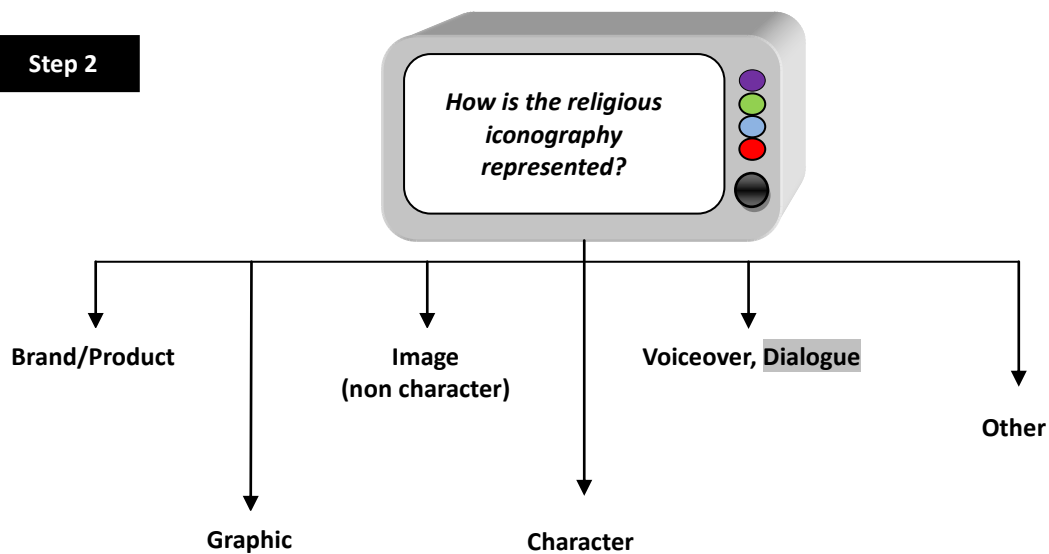 Step 2
How is the religious
iconography
represented?
Brand/Product
Image
(non character)
Voiceover, Dialogue
Other
Graphic
Character